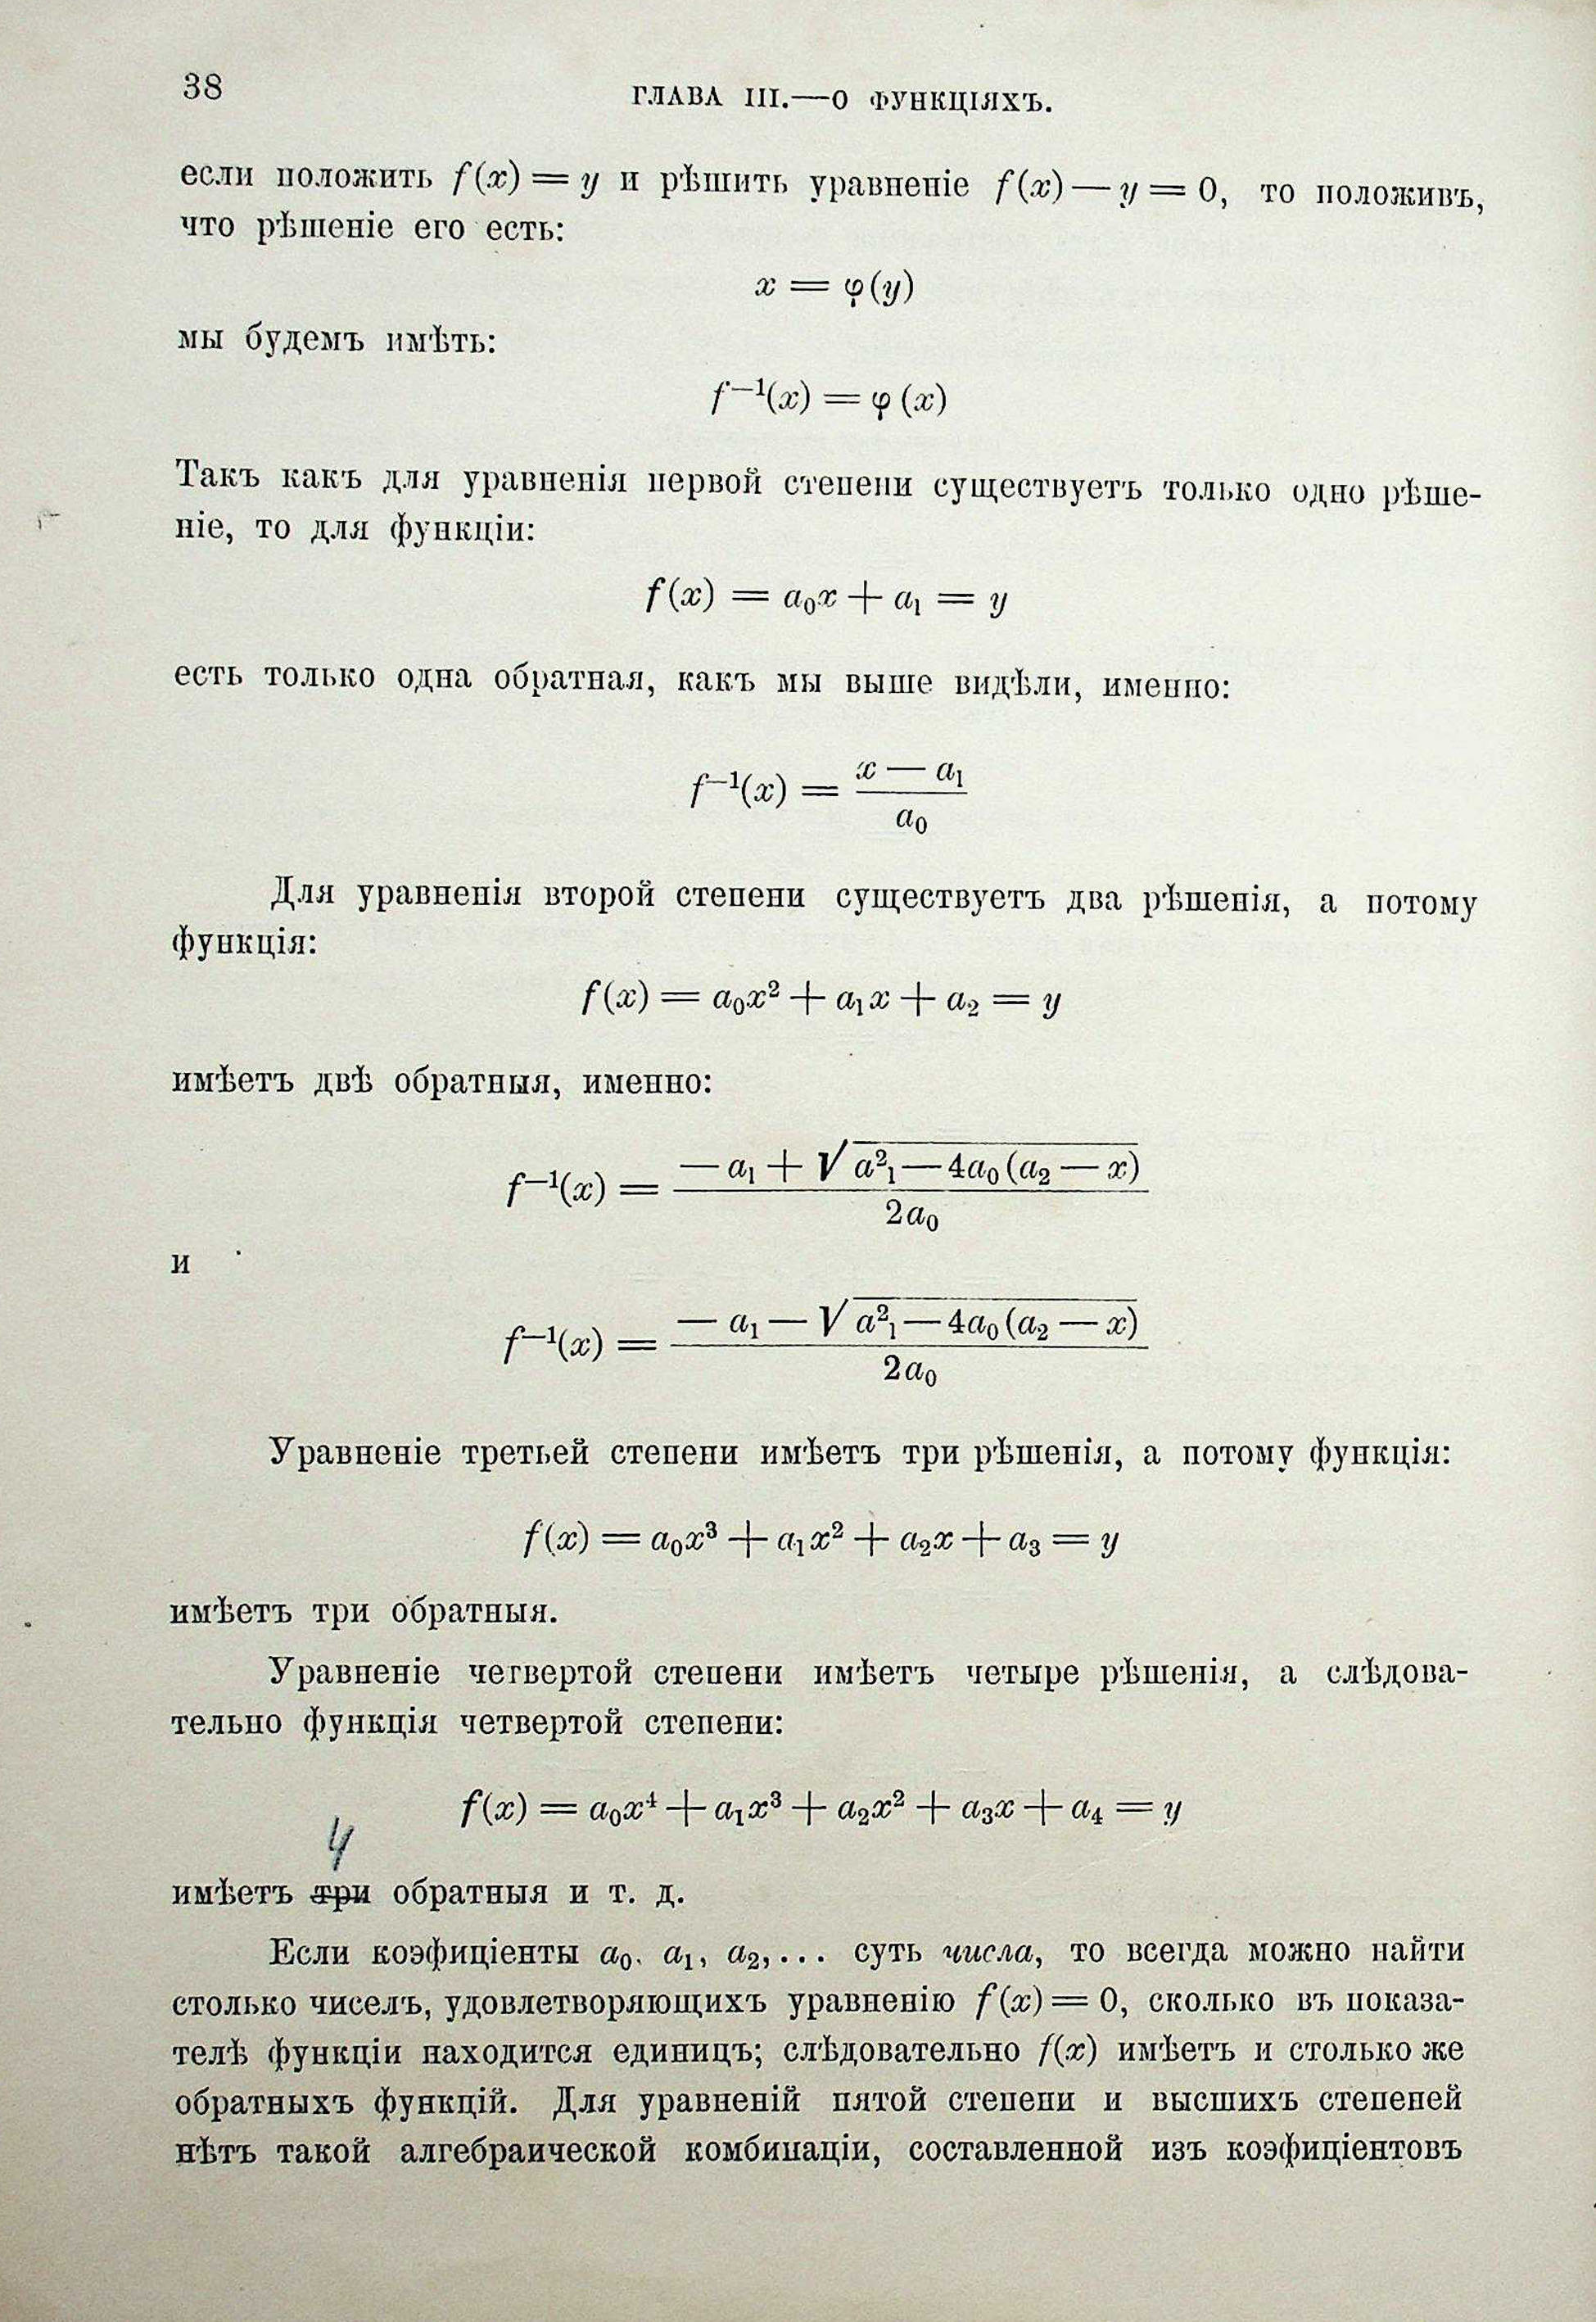 38
ГЛАВА III.—О ФУНКЦІЯХЪ.
если положить f(x) = y и рѣшить уравненіе f(x) — y = 0, то положивъ,
что рѣшеніе его есть:
x = φ(y)
мы будемъ имѣть:
f⁻¹(x) = φ (x)
Такъ какъ для уравненія первой степени существуетъ только одно рѣше-
ніе, то для функціи:
f(x) = a₀x + a₁ = y
есть только одна обратная, какъ мы выше видѣли, именно:
f⁻¹(x) = (x — a₁) / a₀
Для уравненія второй степени существуетъ два рѣшенія, а потому
функція:
f(x) = a₀x² + a₁x + a₂ = y
имѣетъ двѣ обратныя, именно:
f⁻¹(x) = (— a₁ + √(a²₁ — 4a₀(a₂ — x))) / 2a₀
и
f⁻¹(x) = (— a₁ — √(a²₁ — 4a₀(a₂ — x))) / 2a₀
Уравненіе третьей степени имѣетъ три рѣшенія, а потому функція:
f(x) = a₀x³ + a₁x² + a₂x + a₃ = y
имѣетъ три обратныя.
Уравненіе четвертой степени имѣетъ четыре рѣшенія, а слѣдова-
тельно функція четвертой степени:
f(x) = a₀x⁴ + a₁x³ + a₂x² + a₃x + a₄ = y
4
имѣетъ три обратныя и т. д.
Если коэфиціенты a₀, a₁, a₂,... суть числа, то всегда можно найти
столько чиселъ, удовлетворяющихъ уравненію f(x) = 0, сколько въ показа-
телѣ функціи находится единицъ; слѣдовательно f(x) имѣетъ и столько же
обратныхъ функцій. Для уравненій пятой степени и высшихъ степеней
нѣтъ такой алгебраической комбинаціи, составленной изъ коэфиціентовъ